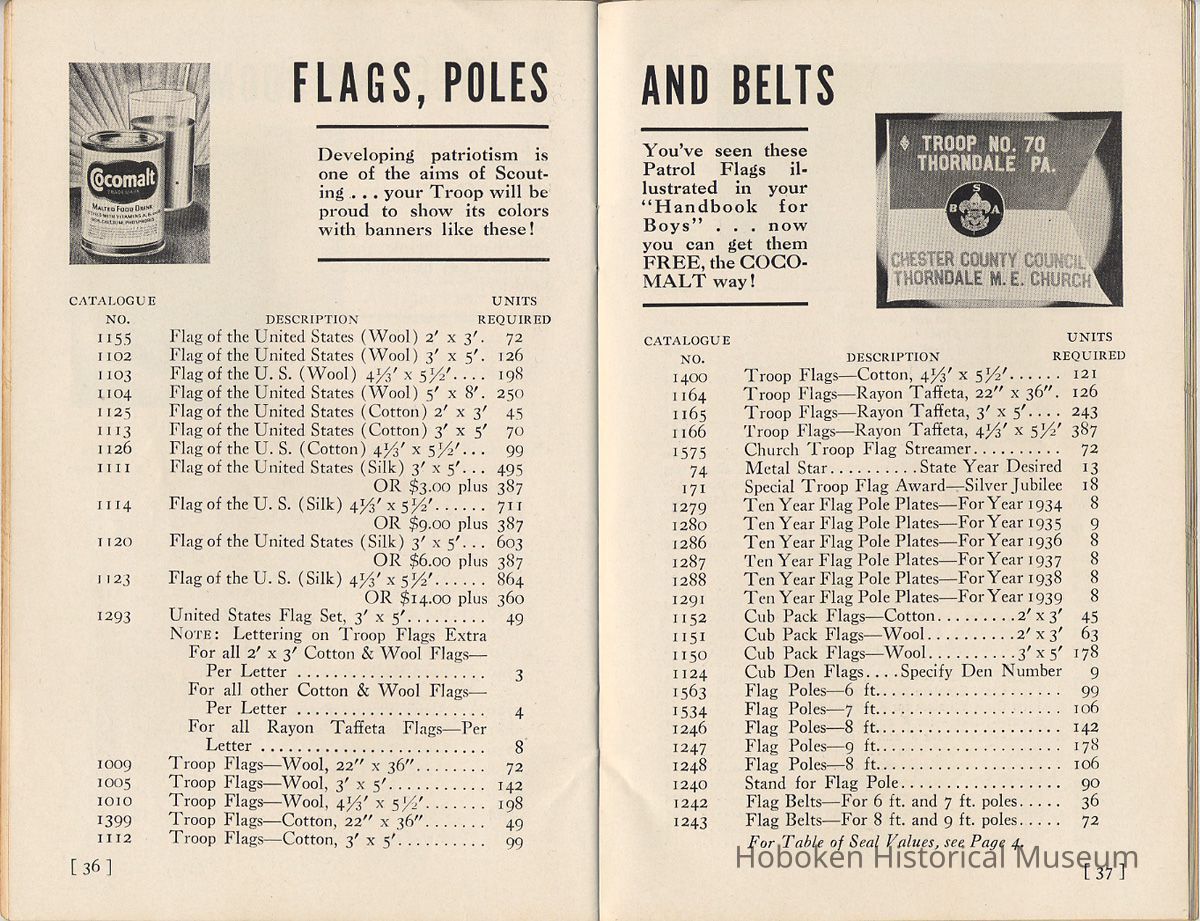 FLAGS, POLES
Cocomalt
TRADE MARK
MALTED FOOD DRINK
Developing patriotism is
one of the aims of Scout-
ing . . . your Troop will be
proud to show its colors
with banners like these!
CATALOGUE NO. DESCRIPTION UNITS REQUIRED
1155 Flag of the United States (Wool) 2′ x 3′. 72
1102 Flag of the United States (Wool) 3′ x 5′. 126
1103 Flag of the U. S. (Wool) 4⅓′ x 5½′.... 198
1104 Flag of the United States (Wool) 5′ x 8′. 250
1125 Flag of the United States (Cotton) 2′ x 3′ 45
1113 Flag of the United States (Cotton) 3′ x 5′ 70
1126 Flag of the U. S. (Cotton) 4⅓′ x 5½′... 99
1111 Flag of the United States (Silk) 3′ x 5′... 495
OR $3.00 plus 387
1114 Flag of the U. S. (Silk) 4⅓′ x 5½′...... 711
OR $9.00 plus 387
1120 Flag of the United States (Silk) 3′ x 5′... 603
OR $6.00 plus 387
1123 Flag of the U. S. (Silk) 4⅓′ x 5½′...... 864
OR $14.00 plus 360
1293 United States Flag Set, 3′ x 5′......... 49
NOTE: Lettering on Troop Flags Extra
For all 2′ x 3′ Cotton & Wool Flags—
Per Letter .................... 3
For all other Cotton & Wool Flags—
Per Letter .................... 4
For all Rayon Taffeta Flags—Per
Letter ........................ 8
1009 Troop Flags—Wool, 22″ x 36″........ 72
1005 Troop Flags—Wool, 3′ x 5′........... 142
1010 Troop Flags—Wool, 4⅓′ x 5½′....... 198
1399 Troop Flags—Cotton, 22″ x 36″....... 49
1112 Troop Flags—Cotton, 3′ x 5′.......... 99
[ 36 ]
AND BELTS
You've seen these
Patrol Flags il-
lustrated in your
"Handbook for
Boys" . . . now
you can get them
FREE, the COCO-
MALT way!
TROOP NO. 70
THORNDALE PA.
B S A
CHESTER COUNTY COUNCIL
THORNDALE M. E. CHURCH
CATALOGUE NO. DESCRIPTION UNITS REQUIRED
1400 Troop Flags—Cotton, 4⅓′ x 5½′...... 121
1164 Troop Flags—Rayon Taffeta, 22″ x 36″. 126
1165 Troop Flags—Rayon Taffeta, 3′ x 5′.... 243
1166 Troop Flags—Rayon Taffeta, 4⅓′ x 5½′ 387
1575 Church Troop Flag Streamer.......... 72
74 Metal Star..........State Year Desired 13
171 Special Troop Flag Award—Silver Jubilee 18
1279 Ten Year Flag Pole Plates—For Year 1934 8
1280 Ten Year Flag Pole Plates—For Year 1935 9
1286 Ten Year Flag Pole Plates—For Year 1936 8
1287 Ten Year Flag Pole Plates—For Year 1937 8
1288 Ten Year Flag Pole Plates—For Year 1938 8
1291 Ten Year Flag Pole Plates—For Year 1939 8
1152 Cub Pack Flags—Cotton.........2′ x 3′ 45
1151 Cub Pack Flags—Wool..........2′ x 3′ 63
1150 Cub Pack Flags—Wool..........3′ x 5′ 178
1124 Cub Den Flags....Specify Den Number 9
1563 Flag Poles—6 ft...................... 99
1534 Flag Poles—7 ft...................... 106
1246 Flag Poles—8 ft...................... 142
1247 Flag Poles—9 ft...................... 178
1248 Flag Poles—8 ft...................... 106
1240 Stand for Flag Pole.................. 90
1242 Flag Belts—For 6 ft. and 7 ft. poles..... 36
1243 Flag Belts—For 8 ft. and 9 ft. poles..... 72
For Table of Seal Values, see Page 4.
Hoboken Historical Museum
[ 37 ]